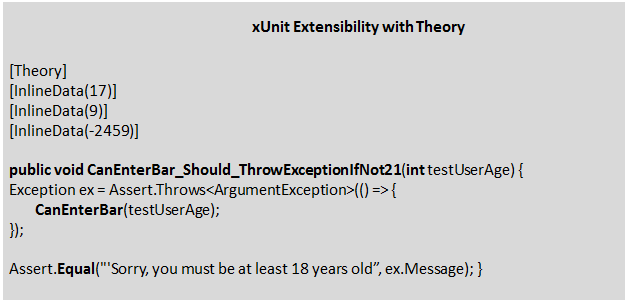 xUnit Extensibility with Theory
[Theory]
[InlineData(17)]
[InlineData(9)]
[InlineData(-2459)]
public void CanEnterBar_Should_ThrowExceptionIfNot21(int testUserAge) {
Exception ex = Assert.Throws<ArgumentException>(() => {
CanEnterBar(testUserAge);
});
Assert.Equal("'Sorry, you must be at least 18 years old”, ex.Message); }